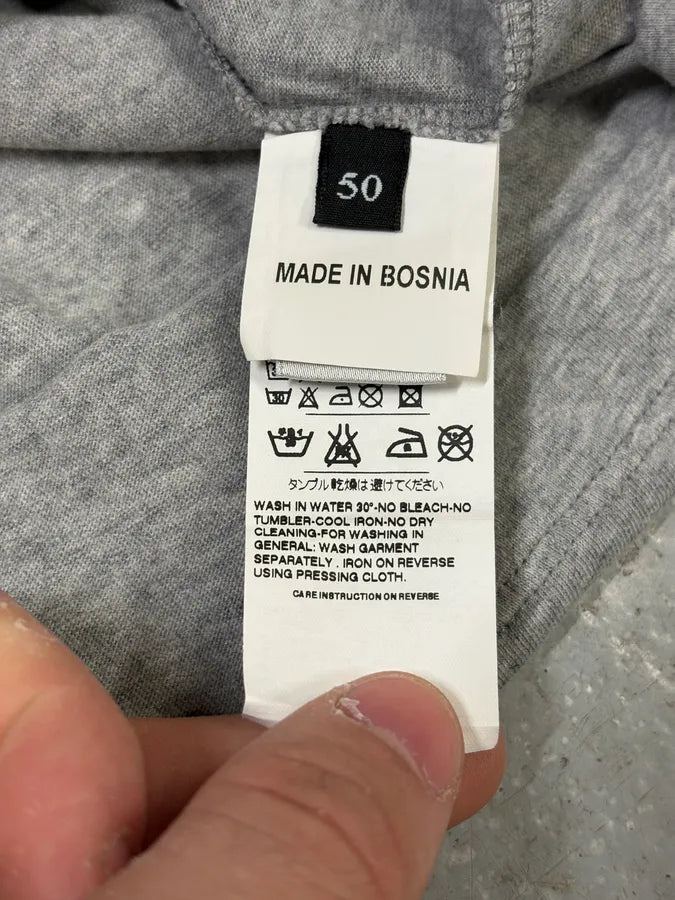 50
MADE IN BOSNIA
タンブル乾燥は避けてください
WASH IN WATER 30°-NO BLEACH-NO
TUMBLER-COOL IRON-NO DRY
CLEANING-FOR WASHING IN
GENERAL: WASH GARMENT
SEPARATELY, IRON ON REVERSE
USING PRESSING CLOTH.
CARE INSTRUCTION ON REVERSE